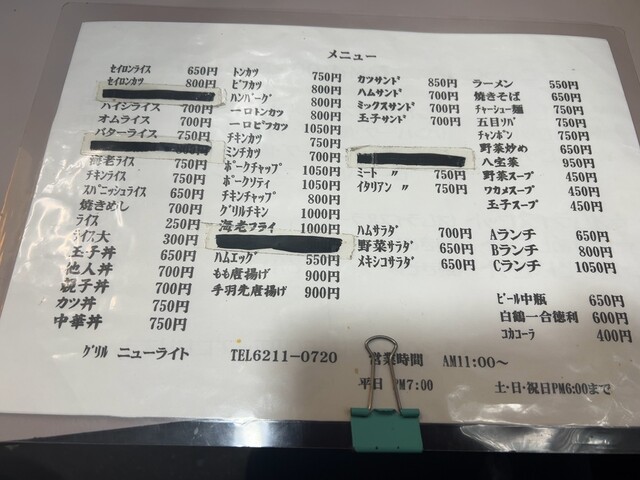 メニュー
セイロンライス 650円
セイロンカツ 800円
ハイシライス 700円
オムライス 700円
バターライス 750円
海老ライス 750円
チキンライス 750円
スパニッシュライス 650円
焼きめし 700円
ライス 250円
ライス大 300円
玉子丼 650円
他人丼 700円
親子丼 700円
カツ丼 750円
中華丼 750円
トンカツ 750円
ビフカツ 800円
ハンバーグ 800円
一口トンカツ 800円
一口ビフカツ 1050円
チキンカツ 750円
ミンチカツ 700円
ポークチャップ 1050円
ポークソティ 1050円
チキンチャップ 800円
グリルチキン 1000円
海老フライ 1000円
ハムエッグ 550円
もも唐揚げ 900円
手羽先唐揚げ 900円
カツサンド 850円
ハムサンド 700円
ミックスサンド 700円
玉子サンド 700円
ミート 〃 750円
イタリアン 〃 750円
ハムサラダ 700円
野菜サラダ 650円
メキシコサラダ 650円
ラーメン 550円
焼きそば 650円
チャーシュー麺 750円
五目ソバ 750円
チャンポン 750円
野菜炒め 650円
八宝菜 950円
野菜スープ 450円
ワカメスープ 450円
玉子スープ 450円
Aランチ 650円
Bランチ 800円
Cランチ 1050円
ビール中瓶 650円
白鶴一合徳利 600円
コカコーラ 400円
グリル ニューライト TEL6211-0720 営業時間 AM11:00～
平日 PM7:00 土・日・祝日PM6:00まで